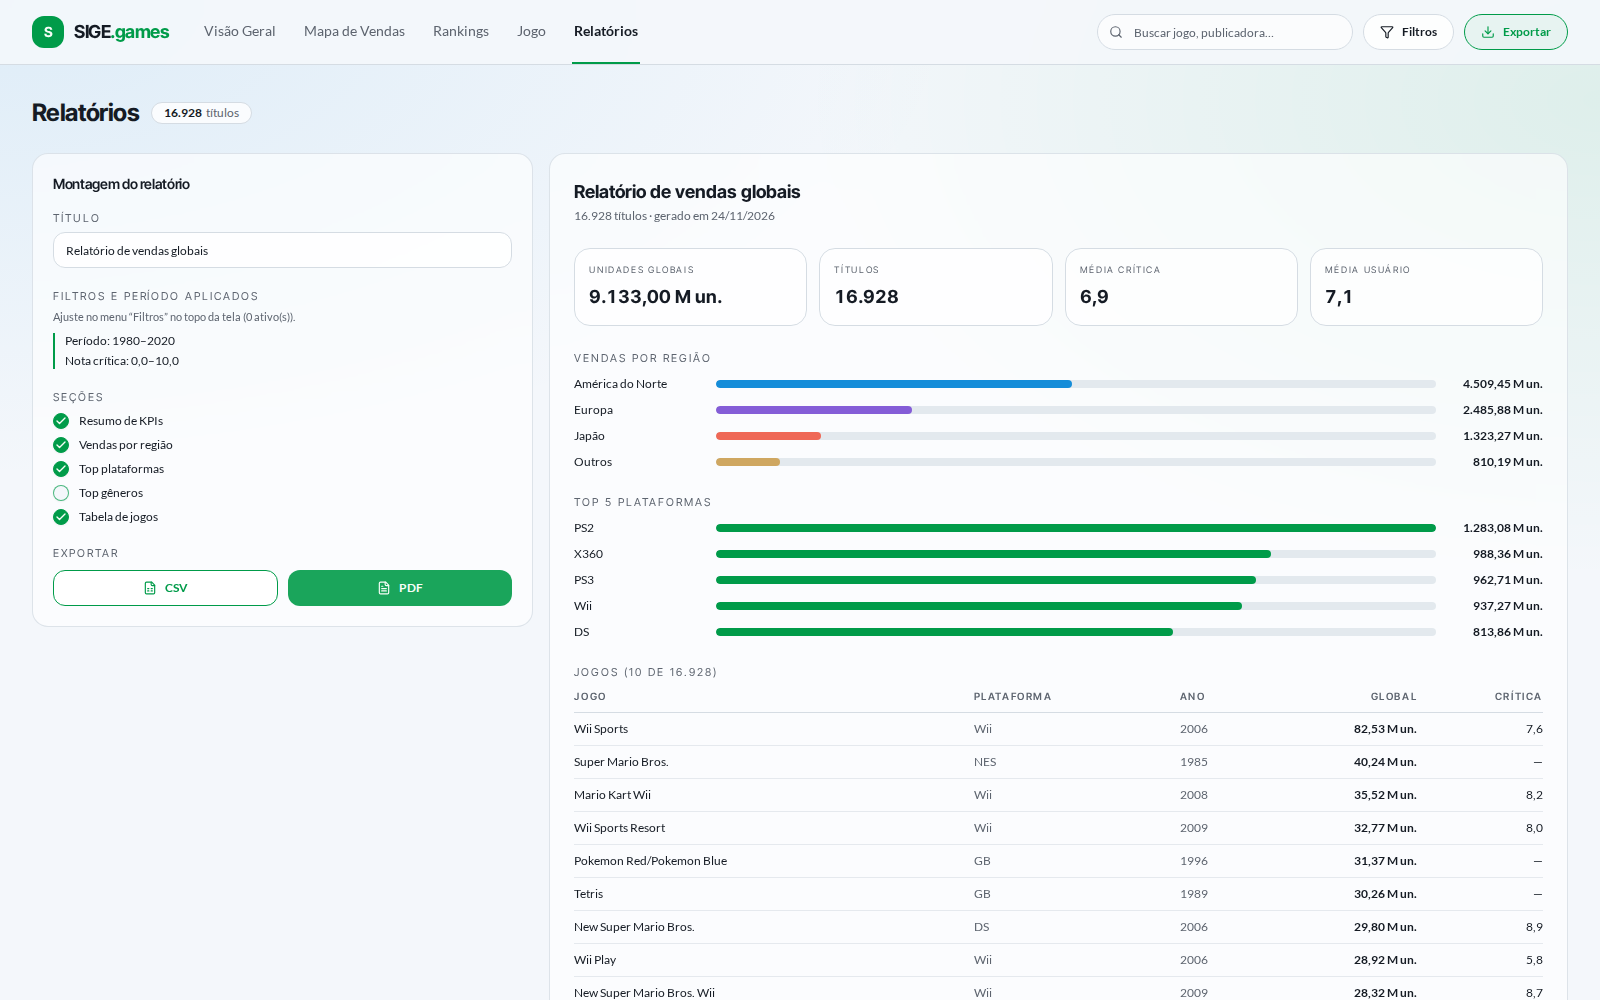 S SIGE.games Visão Geral Mapa de Vendas Rankings Jogo Relatórios Buscar jogo, publicadora... Filtros Exportar
Relatórios 16.928 títulos
Montagem do relatório
TÍTULO
Relatório de vendas globais
FILTROS E PERÍODO APLICADOS
Ajuste no menu "Filtros" no topo da tela (0 ativo(s)).
Período: 1980–2020
Nota crítica: 0,0–10,0
SEÇÕES
Resumo de KPIs
Vendas por região
Top plataformas
Top gêneros
Tabela de jogos
EXPORTAR
CSV PDF
Relatório de vendas globais
16.928 títulos · gerado em 24/11/2026
UNIDADES GLOBAIS TÍTULOS MÉDIA CRÍTICA MÉDIA USUÁRIO
9.133,00 M un. 16.928 6,9 7,1
VENDAS POR REGIÃO
América do Norte 4.509,45 M un.
Europa 2.485,88 M un.
Japão 1.323,27 M un.
Outros 810,19 M un.
TOP 5 PLATAFORMAS
PS2 1.283,08 M un.
X360 988,36 M un.
PS3 962,71 M un.
Wii 937,27 M un.
DS 813,86 M un.
JOGOS (10 DE 16.928)
JOGO PLATAFORMA ANO GLOBAL CRÍTICA
Wii Sports Wii 2006 82,53 M un. 7,6
Super Mario Bros. NES 1985 40,24 M un. —
Mario Kart Wii Wii 2008 35,52 M un. 8,2
Wii Sports Resort Wii 2009 32,77 M un. 8,0
Pokemon Red/Pokemon Blue GB 1996 31,37 M un. —
Tetris GB 1989 30,26 M un. —
New Super Mario Bros. DS 2006 29,80 M un. 8,9
Wii Play Wii 2006 28,92 M un. 5,8
New Super Mario Bros. Wii Wii 2009 28,32 M un. 8,7